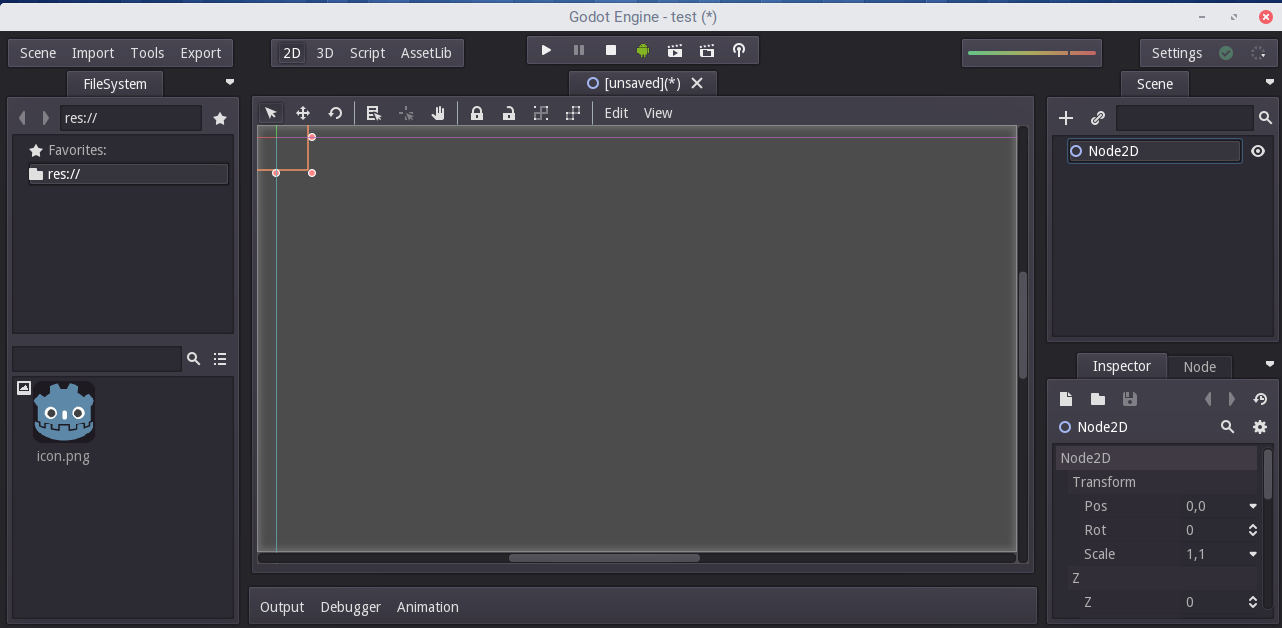 Godot Engine - test (*)
Scene Import Tools Export
2D 3D Script AssetLib
Settings
FileSystem
[unsaved](*)
Scene
res://
Favorites:
res://
icon.png
Edit View
Output Debugger Animation
Node2D
Inspector Node
Node2D
Node2D
Transform
Pos 0,0
Rot 0
Scale 1,1
Z
Z 0